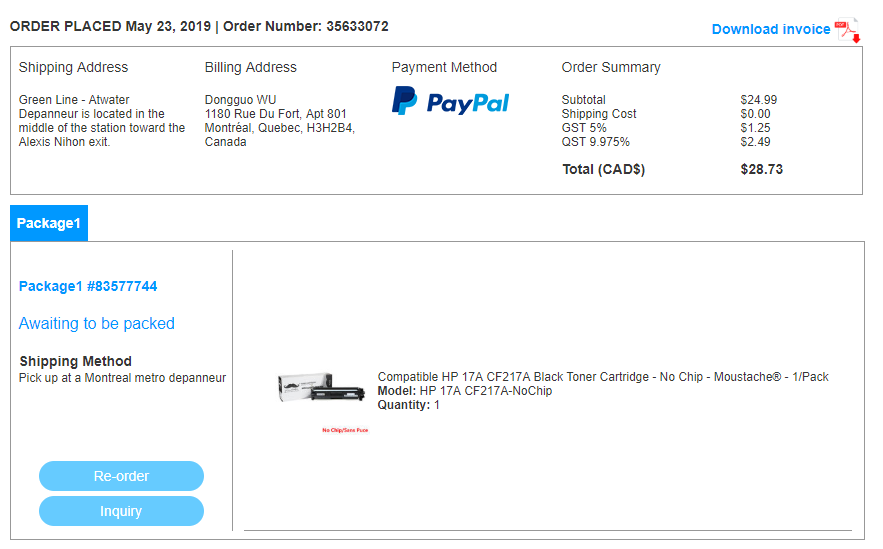 ORDER PLACED May 23, 2019 | Order Number: 35633072
Download invoice
Shipping Address
Green Line - Atwater
Depanneur is located in the
middle of the station toward the
Alexis Nihon exit.
Billing Address
Dongguo WU
1180 Rue Du Fort, Apt 801
Montréal, Quebec, H3H2B4,
Canada
Payment Method
PayPal
Order Summary
Subtotal $24.99
Shipping Cost $0.00
GST 5% $1.25
QST 9.975% $2.49
Total (CAD$) $28.73
Package1
Package1 #83577744
Awaiting to be packed
Shipping Method
Pick up at a Montreal metro depanneur
Re-order
Inquiry
No Chip/Sans Puce
Compatible HP 17A CF217A Black Toner Cartridge - No Chip - Moustache® - 1/Pack
Model: HP 17A CF217A-NoChip
Quantity: 1